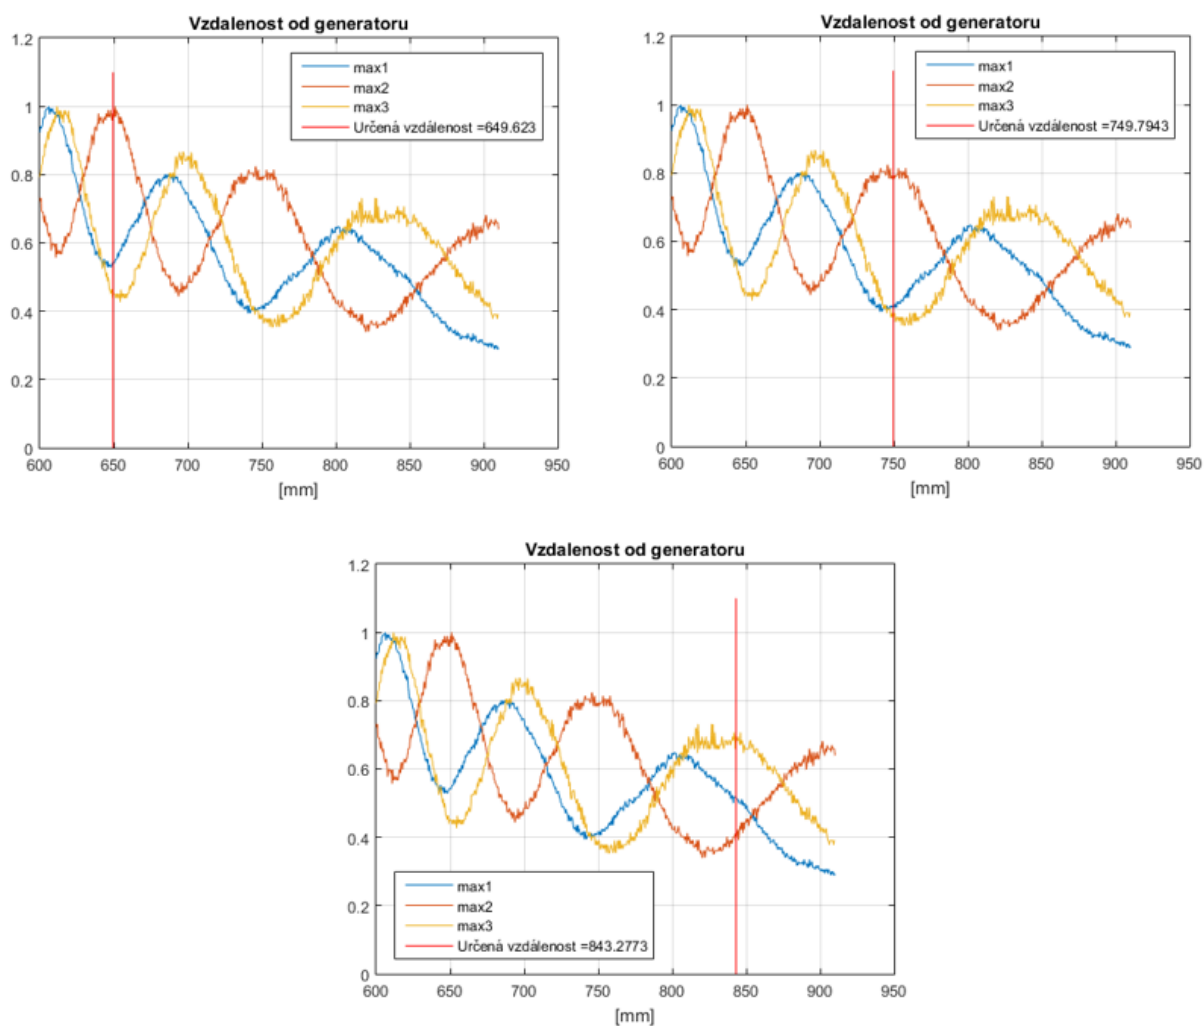 Vzdalenost od generatoru
1.2
1
0.8
0.6
0.4
0.2
0
600 650 700 750 800 850 900 950
[mm]
max1
max2
max3
Určená vzdálenost =649.623
Vzdalenost od generatoru
1.2
1
0.8
0.6
0.4
0.2
0
600 650 700 750 800 850 900 950
[mm]
max1
max2
max3
Určená vzdálenost =749.7943
Vzdalenost od generatoru
1.2
1
0.8
0.6
0.4
0.2
0
600 650 700 750 800 850 900 950
[mm]
max1
max2
max3
Určená vzdálenost =843.2773